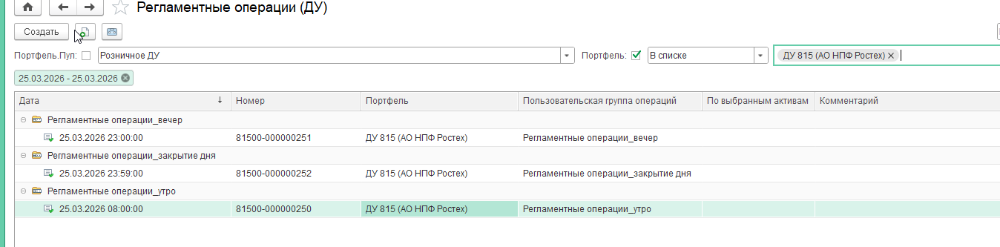 Регламентные операции (ДУ)
Создать
Портфель.Пул: Розничное ДУ Портфель: В списке ДУ 815 (АО НПФ Ростех)
25.03.2026 - 25.03.2026
Дата Номер Портфель Пользовательская группа операций По выбранным активам Комментарий
Регламентные операции_вечер
25.03.2026 23:00:00 81500-000000251 ДУ 815 (АО НПФ Ростех) Регламентные операции_вечер
Регламентные операции_закрытие дня
25.03.2026 23:59:00 81500-000000252 ДУ 815 (АО НПФ Ростех) Регламентные операции_закрытие дня
Регламентные операции_утро
25.03.2026 08:00:00 81500-000000250 ДУ 815 (АО НПФ Ростех) Регламентные операции_утро